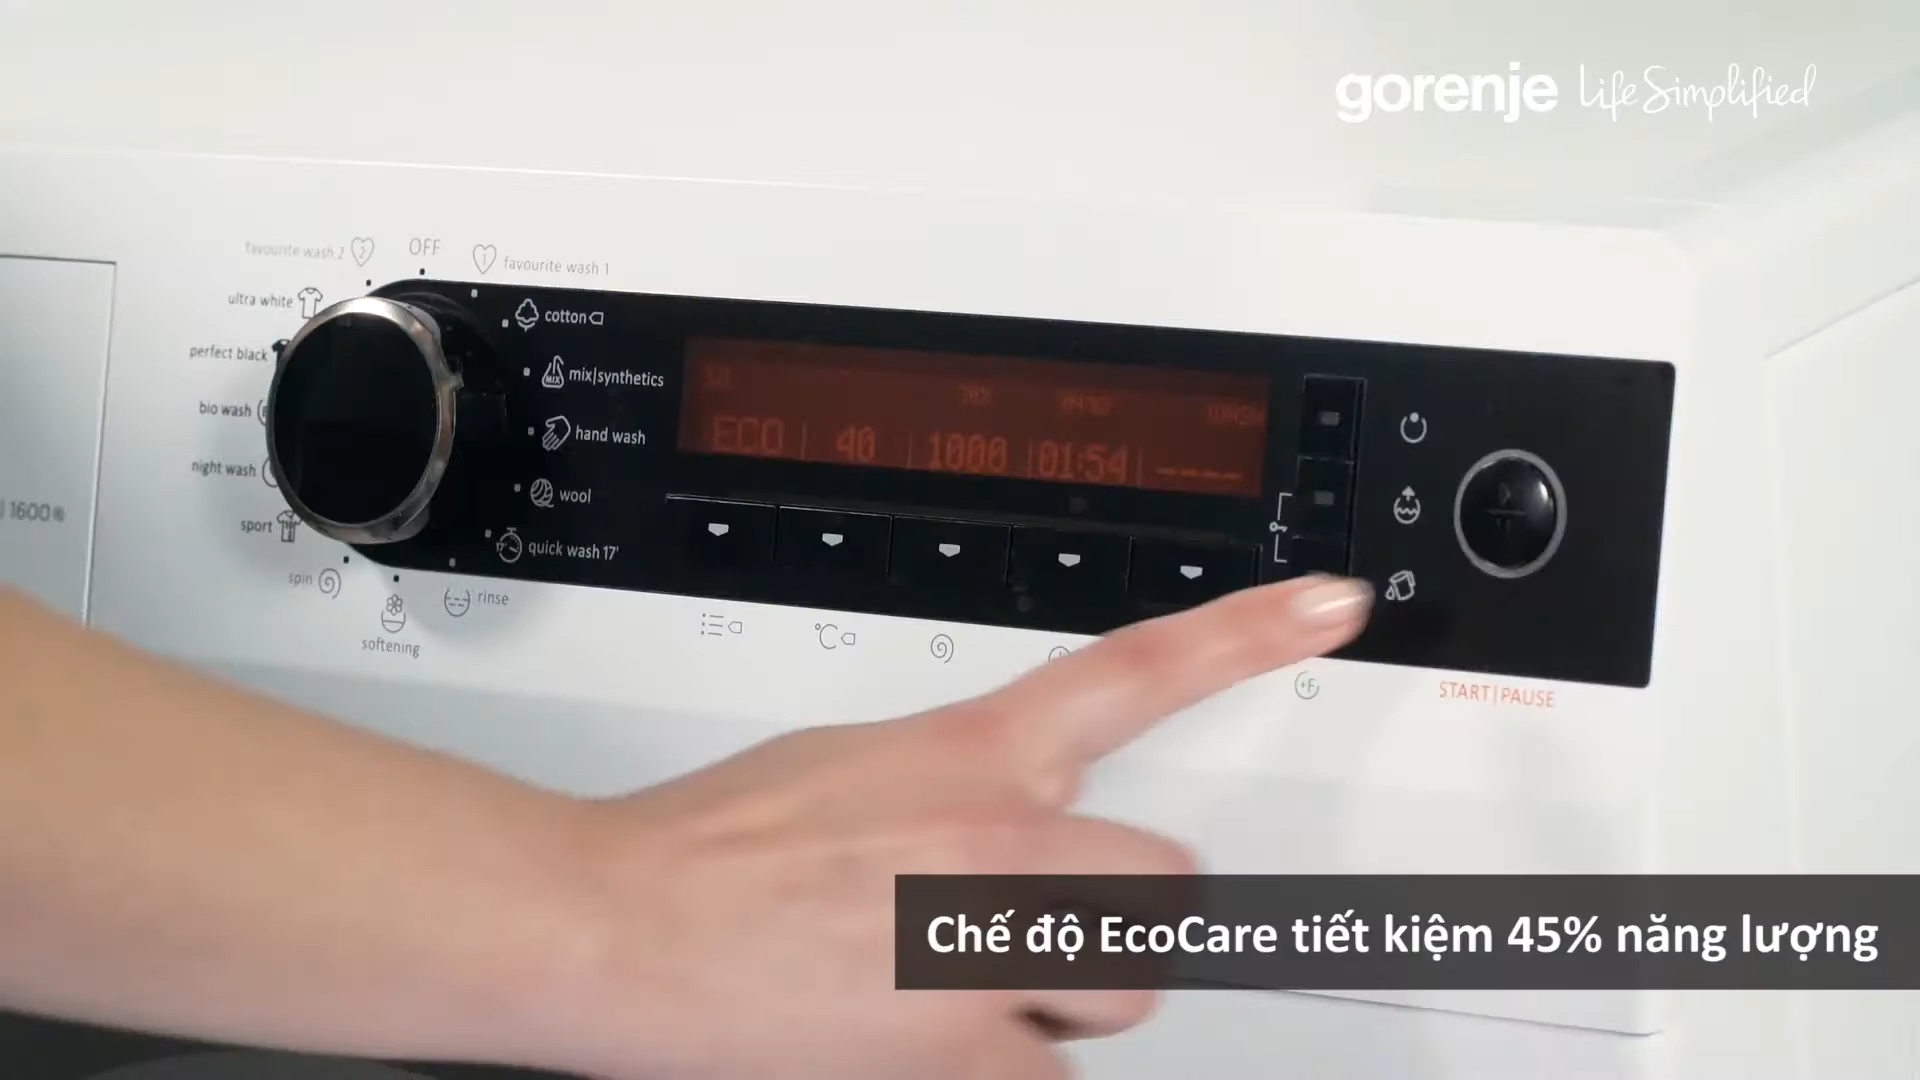 gorenje Life Simplified
favourite wash 2
OFF
favourite wash 1
ultra white
cotton
perfect black
mix|synthetics
bio wash
hand wash
night wash
wool
sport
quick wash 17'
spin
rinse
softening
ECO | 40 | 1000 | 01:54 | ----
1600
°C
+F
START|PAUSE
Chế độ EcoCare tiết kiệm 45% năng lượng